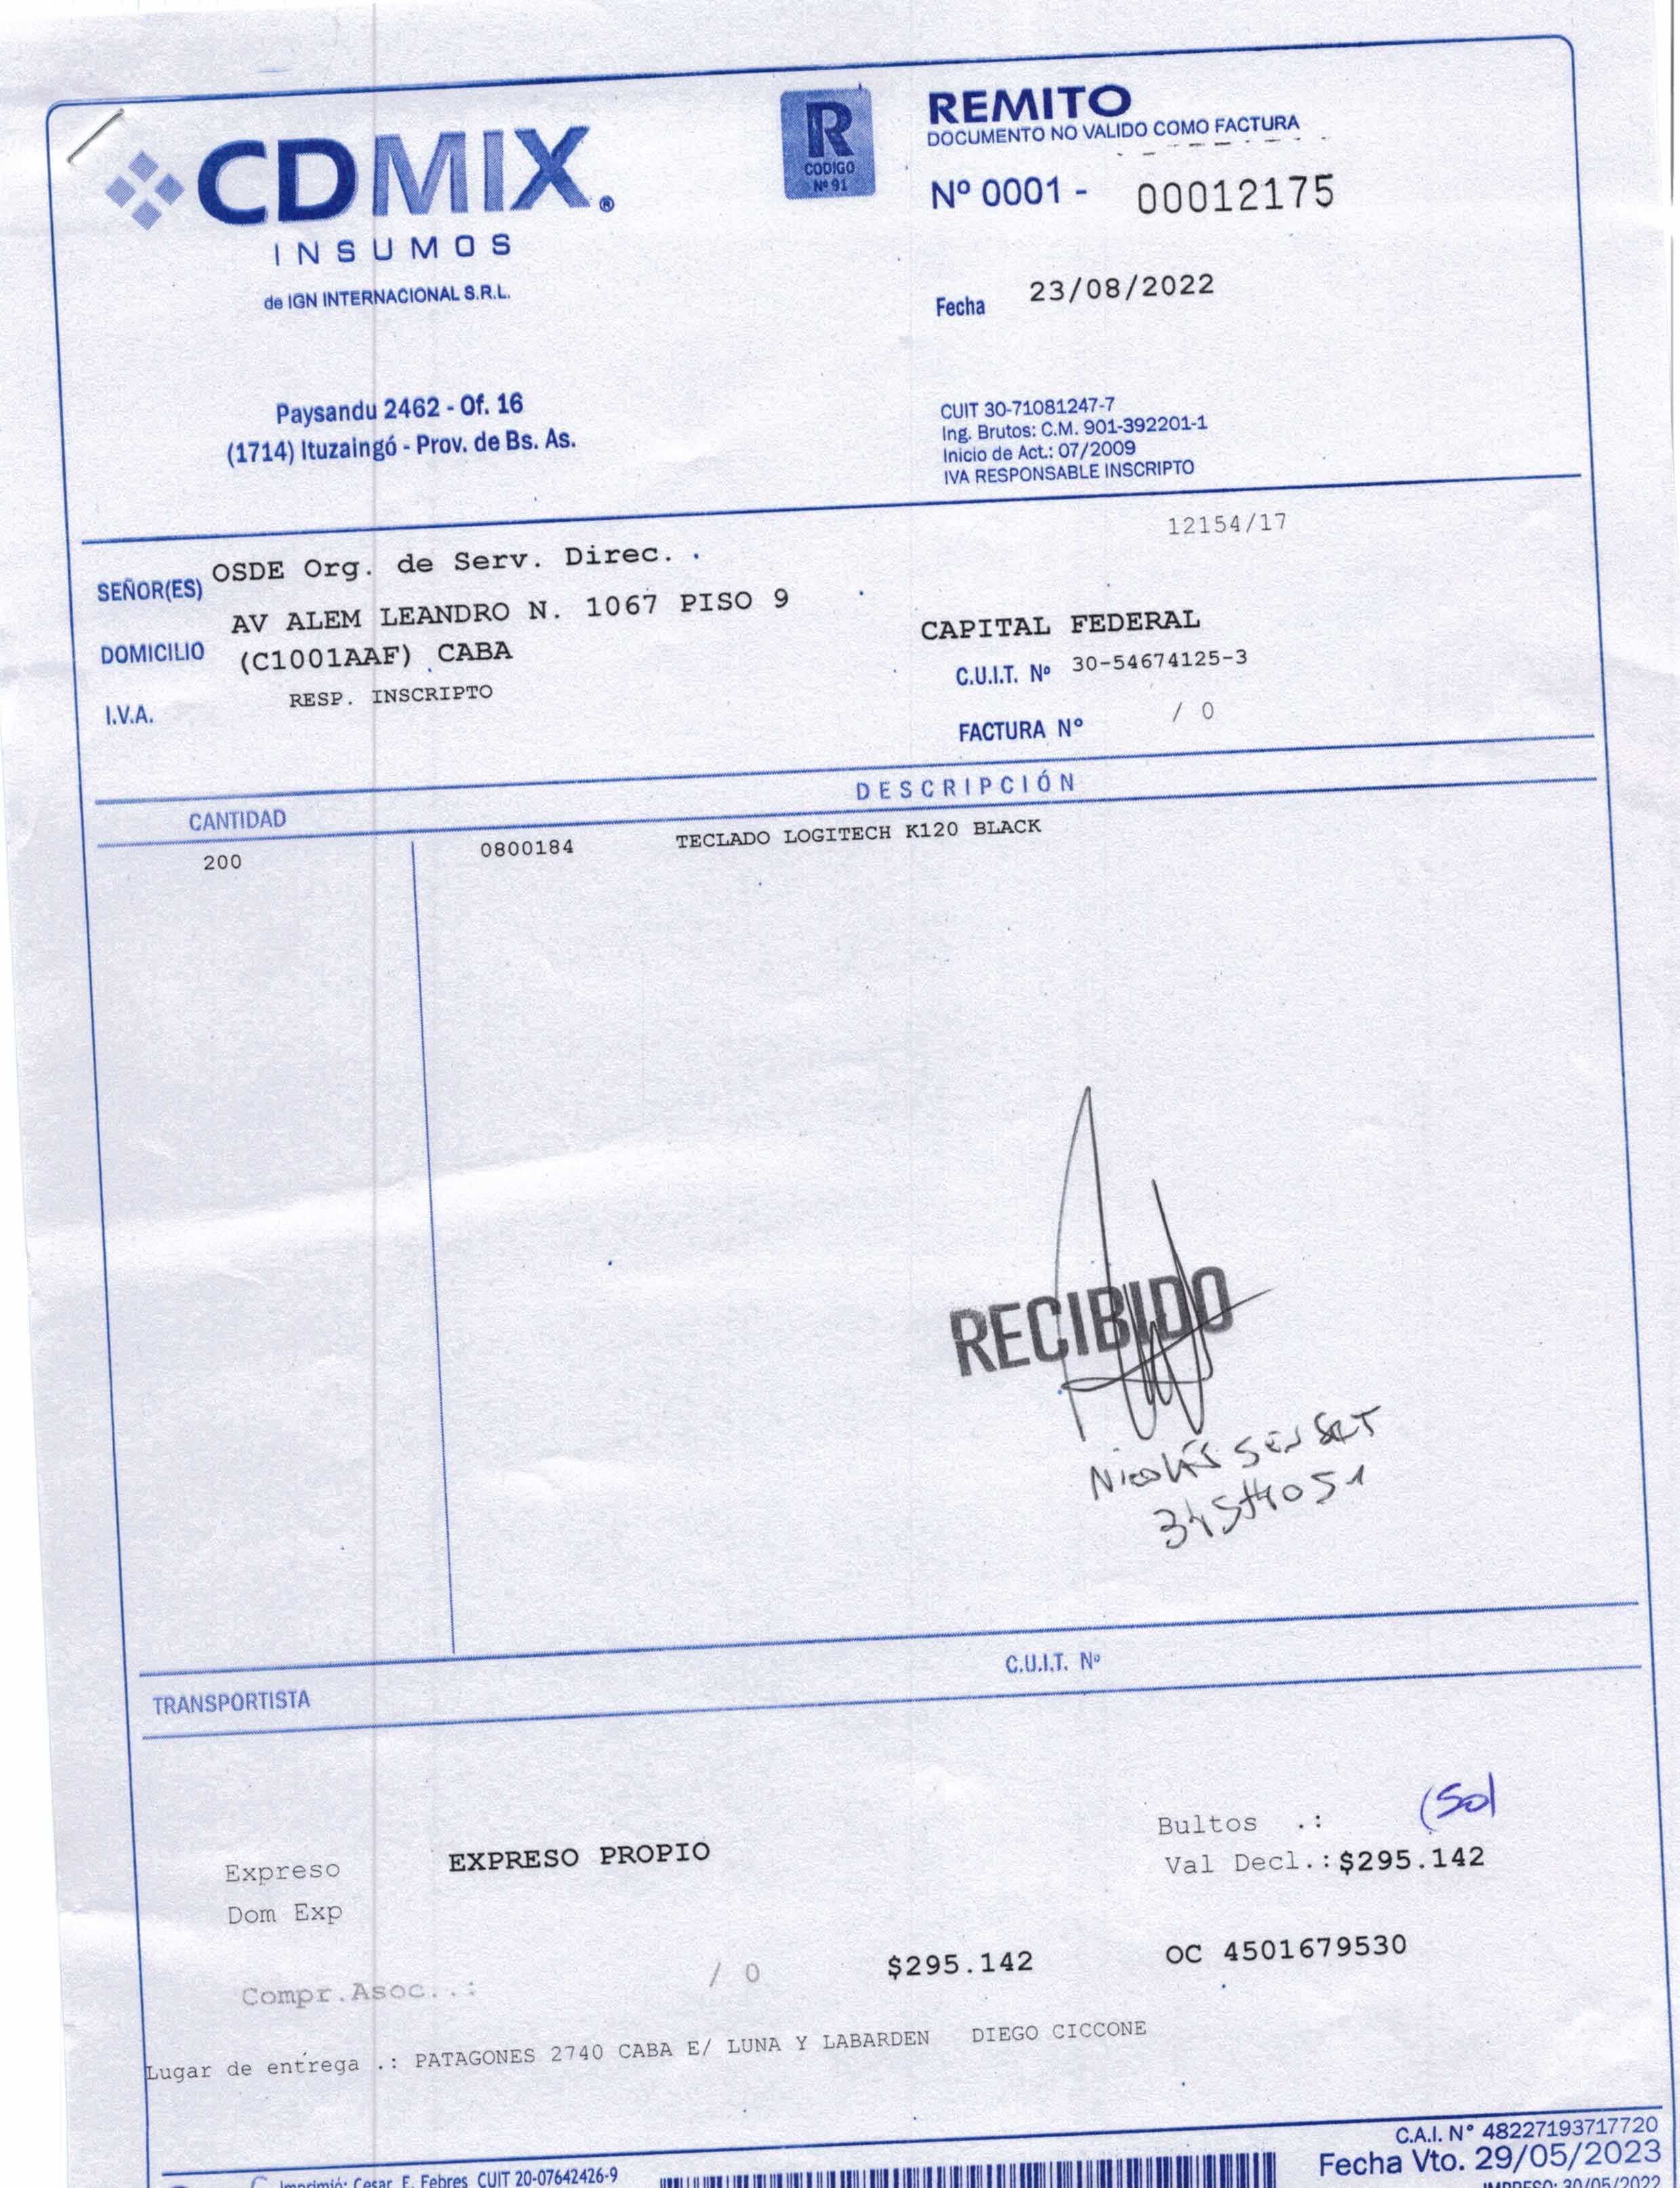 CDMIX®
INSUMOS
de IGN INTERNACIONAL S.R.L.
Paysandu 2462 - Of. 16
(1714) Ituzaingó - Prov. de Bs. As.
R
CODIGO
Nº 91
REMITO
DOCUMENTO NO VALIDO COMO FACTURA
Nº 0001 - 00012175
Fecha 23/08/2022
CUIT 30-71081247-7
Ing. Brutos: C.M. 901-392201-1
Inicio de Act.: 07/2009
IVA RESPONSABLE INSCRIPTO
12154/17
SEÑOR(ES) OSDE Org. de Serv. Direc.
DOMICILIO AV ALEM LEANDRO N. 1067 PISO 9
(C1001AAF) CABA
CAPITAL FEDERAL
I.V.A. RESP. INSCRIPTO
C.U.I.T. Nº 30-54674125-3
FACTURA Nº / 0
CANTIDAD DESCRIPCIÓN
200 0800184 TECLADO LOGITECH K120 BLACK
RECIBIDO
Nicolás
TRANSPORTISTA C.U.I.T. Nº
Bultos .:
Expreso EXPRESO PROPIO Val Decl.:$295.142
Dom Exp
Compr.Asoc..: / 0 $295.142 OC 4501679530
Lugar de entrega .: PATAGONES 2740 CABA E/ LUNA Y LABARDEN DIEGO CICCONE
C.A.I. N° 48227193717720
Fecha Vto. 29/05/2023
Imprimió: Cesar E. Febres CUIT 20-07642426-9
IMPRESO: 30/05/2022